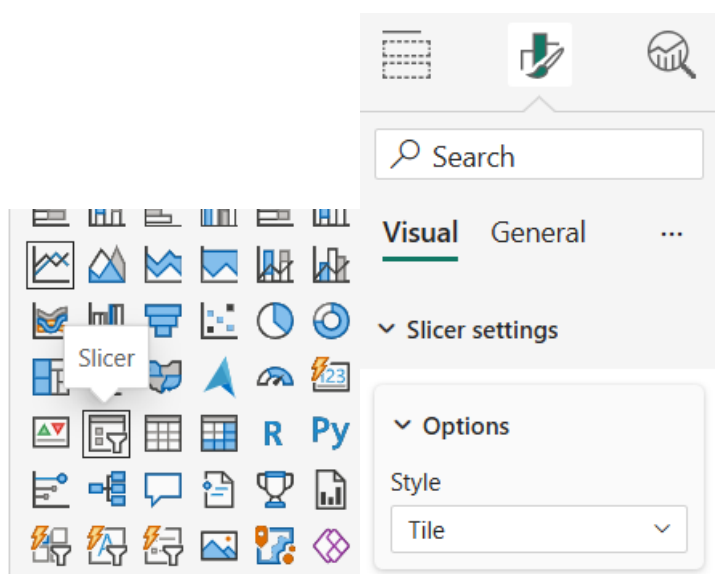 Search
Visual General ...
Slicer settings
Slicer
123
Options
R Py
Style
Tile